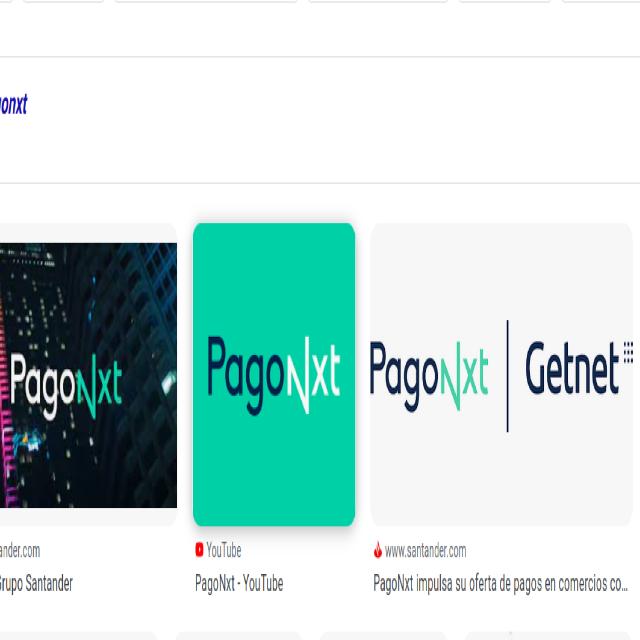 onxt
PagoNxt
PagoNxt
PagoNxt | Getnet
ander.com
YouTube
www.santander.com
Grupo Santander
PagoNxt - YouTube
PagoNxt impulsa su oferta de pagos en comercios co...